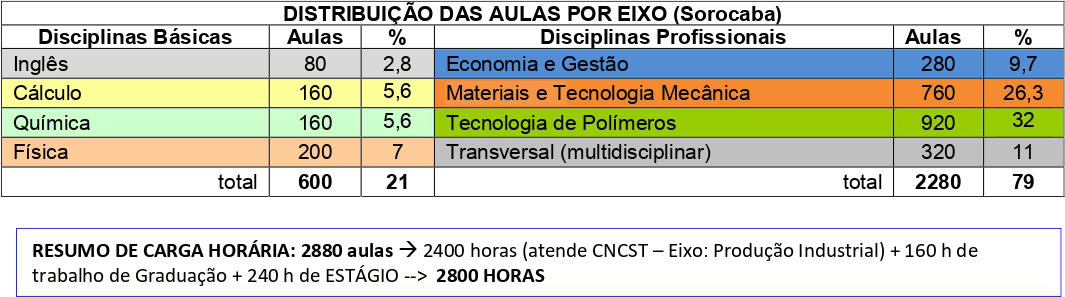 DISTRIBUIÇÃO DAS AULAS POR EIXO (Sorocaba)
Disciplinas Básicas Aulas % Disciplinas Profissionais Aulas %
Inglês 80 2,8 Economia e Gestão 280 9,7
Cálculo 160 5,6 Materiais e Tecnologia Mecânica 760 26,3
Química 160 5,6 Tecnologia de Polímeros 920 32
Física 200 7 Transversal (multidisciplinar) 320 11
total 600 21 total 2280 79
RESUMO DE CARGA HORÁRIA: 2880 aulas → 2400 horas (atende CNCST – Eixo: Produção Industrial) + 160 h de
trabalho de Graduação + 240 h de ESTÁGIO --> 2800 HORAS